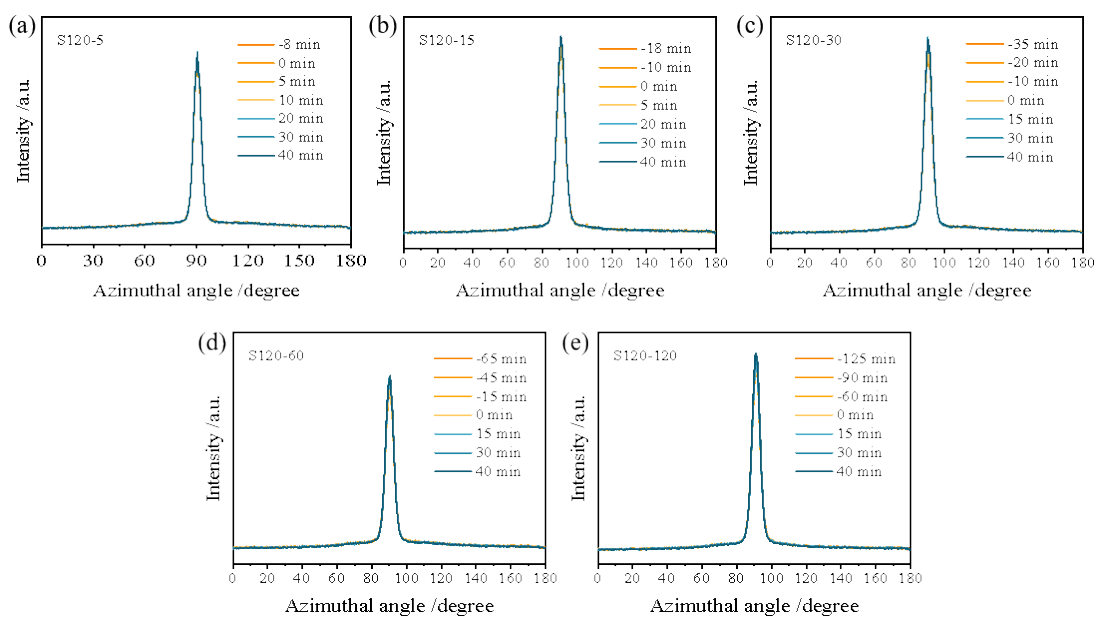 (a)
S120-5
-8 min
0 min
5 min
10 min
20 min
30 min
40 min
Intensity /a.u.
0 30 60 90 120 150 180
Azimuthal angle /degree
(b)
S120-15
-18 min
-10 min
0 min
5 min
20 min
30 min
40 min
Intensity /a.u.
0 20 40 60 80 100 120 140 160 180
Azimuthal angle /degree
(c)
S120-30
-35 min
-20 min
-10 min
0 min
15 min
30 min
40 min
Intensity /a.u.
0 20 40 60 80 100 120 140 160 180
Azimuthal angle /degree
(d)
S120-60
-65 min
-45 min
-15 min
0 min
15 min
30 min
40 min
Intensity /a.u.
0 20 40 60 80 100 120 140 160 180
Azimuthal angle /degree
(e)
S120-120
-125 min
-90 min
-60 min
0 min
15 min
30 min
40 min
Intensity /a.u.
0 20 40 60 80 100 120 140 160 180
Azimuthal angle /degree